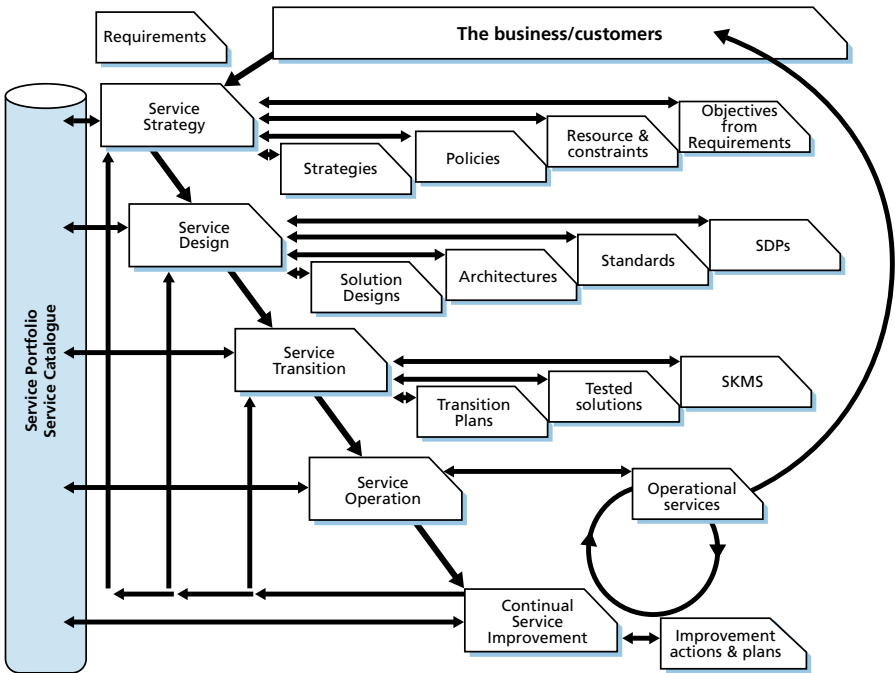 Requirements
The business/customers
Service Portfolio
Service Catalogue
Service
Strategy
Strategies
Policies
Resource &
constraints
Objectives
from
Requirements
Service
Design
Solution
Designs
Architectures
Standards
SDPs
Service
Transition
Transition
Plans
Tested
solutions
SKMS
Service
Operation
Operational
services
Continual
Service
Improvement
Improvement
actions & plans